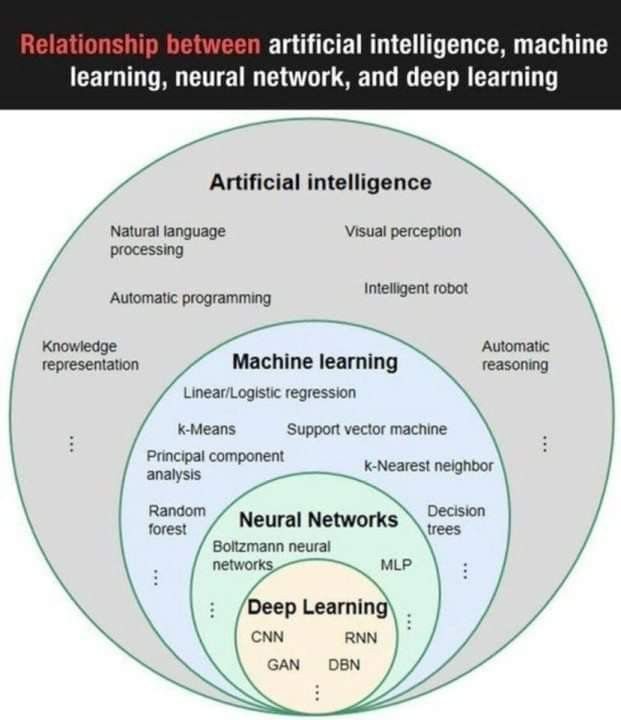 Relationship between artificial intelligence, machine
learning, neural network, and deep learning
Artificial intelligence
Natural language
processing
Visual perception
Automatic programming
Intelligent robot
Knowledge
representation
Automatic
reasoning
Machine learning
Linear/Logistic regression
k-Means
Support vector machine
Principal component
analysis
k-Nearest neighbor
Random
forest
Decision
trees
Neural Networks
Boltzmann neural
networks
MLP
Deep Learning
CNN
RNN
GAN
DBN